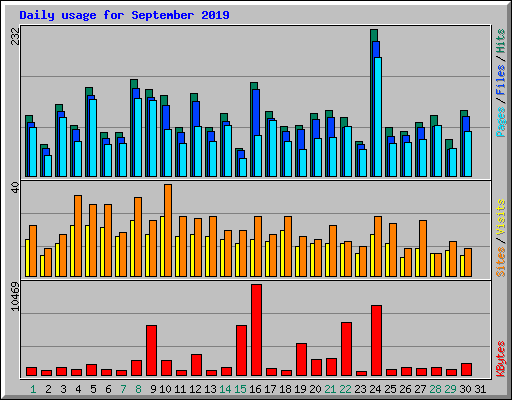 Daily usage for September 2019
232
Pages / Files / Hits
40
Sites / Visits
10469
KBytes
1 2 3 4 5 6 7 8 9 10 11 12 13 14 15 16 17 18 19 20 21 22 23 24 25 26 27 28 29 30 31